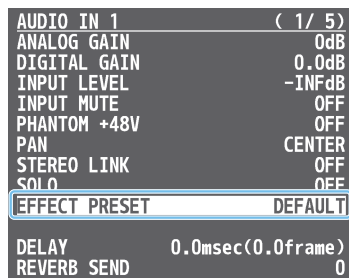 AUDIO IN 1 ( 1/ 5)
ANALOG GAIN 0dB
DIGITAL GAIN 0.0dB
INPUT LEVEL -INFdB
INPUT MUTE OFF
PHANTOM +48V OFF
PAN CENTER
STEREO LINK OFF
SOLO OFF
EFFECT PRESET DEFAULT
DELAY 0.0msec(0.0frame)
REVERB SEND 0